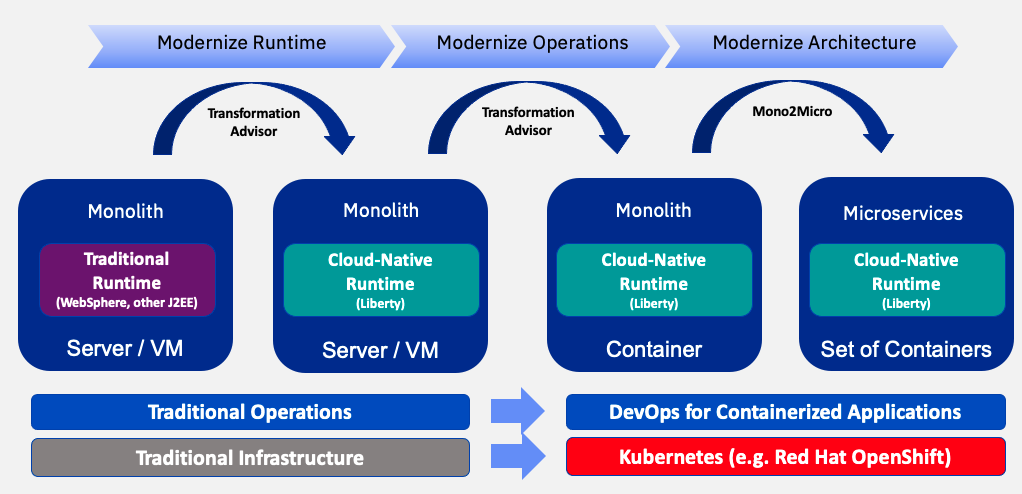 Modernize Runtime
Modernize Operations
Modernize Architecture
Transformation
Advisor
Transformation
Advisor
Mono2Micro
Monolith
Traditional
Runtime
(WebSphere, other J2EE)
Server / VM
Monolith
Cloud-Native
Runtime
(Liberty)
Server / VM
Monolith
Cloud-Native
Runtime
(Liberty)
Container
Microservices
Cloud-Native
Runtime
(Liberty)
Set of Containers
Traditional Operations
DevOps for Containerized Applications
Traditional Infrastructure
Kubernetes (e.g. Red Hat OpenShift)